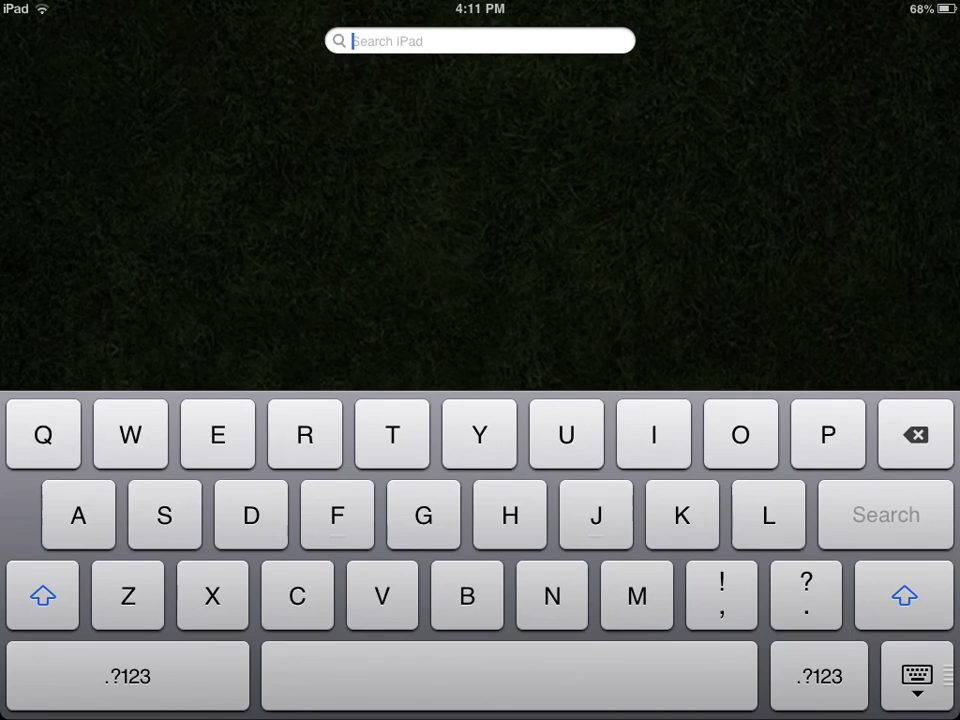 iPad 4:11 PM 68%
Search iPad
Q W E R T Y U I O P
A S D F G H J K L Search
Z X C V B N M ! , ? .
.?123 .?123